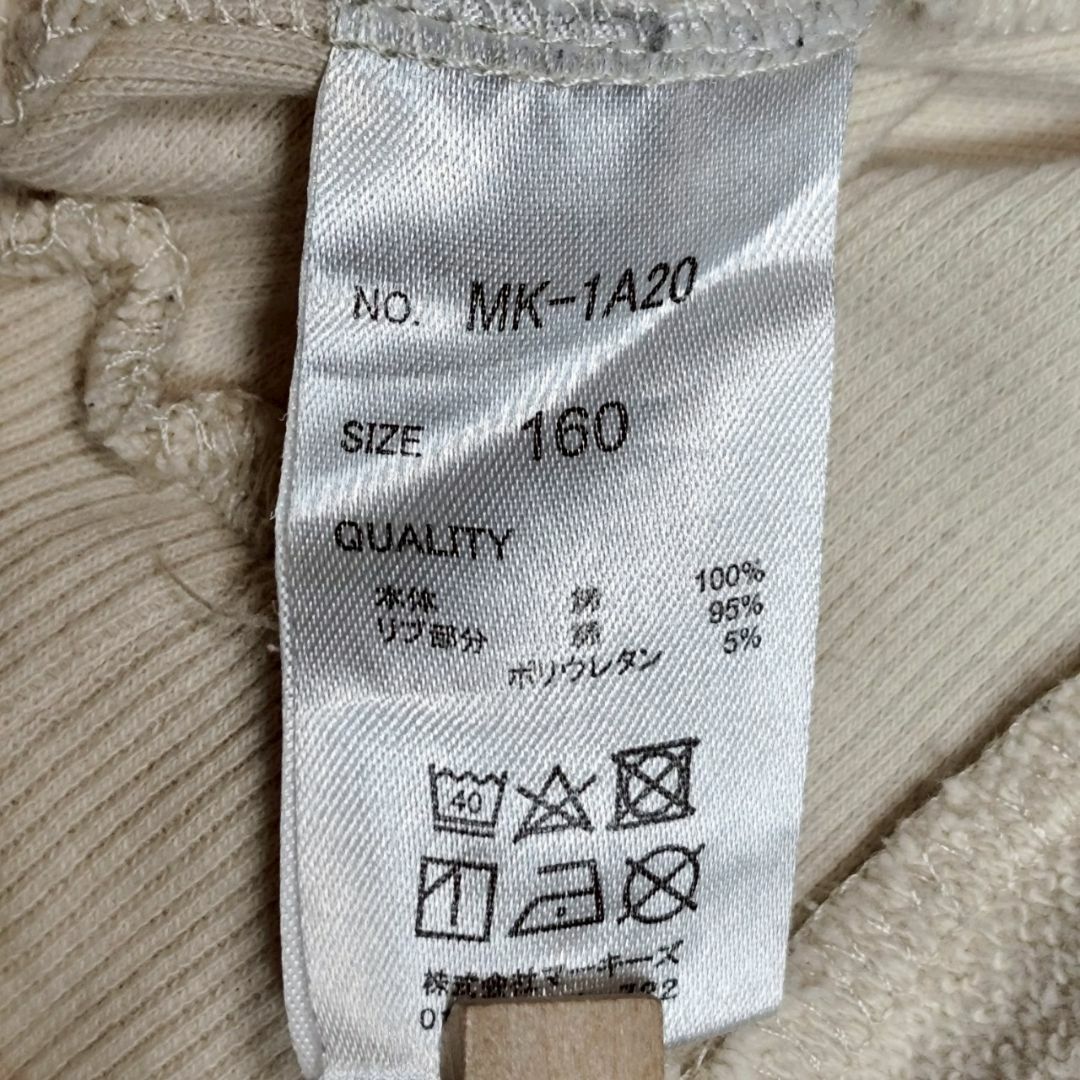 NO. MK-1A20
SIZE 160
QUALITY
本体 綿 100%
リブ部分 綿 95%
ポリウレタン 5%
40
株式会社マーキーズ